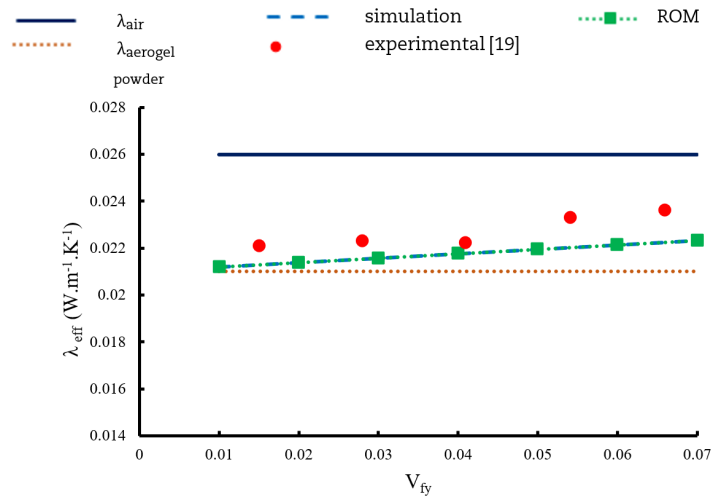 λair
simulation
ROM
λaerogel
experimental [19]
powder
0.028
0.026
0.024
0.022
0.02
0.018
0.016
0.014
λ eff (W.m-1.K-1)
0
0.01
0.02
0.03
0.04
0.05
0.06
0.07
Vfy